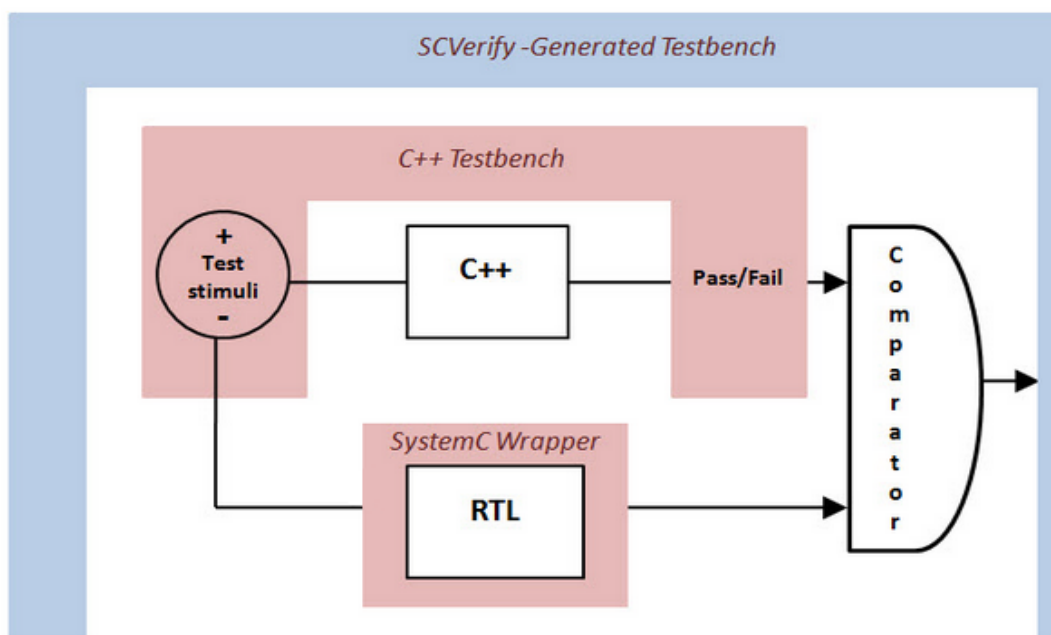 SCVerify -Generated Testbench
C++ Testbench
+
Test
stimuli
-
C++
Pass/Fail
C
o
m
p
a
r
a
t
o
r
SystemC Wrapper
RTL